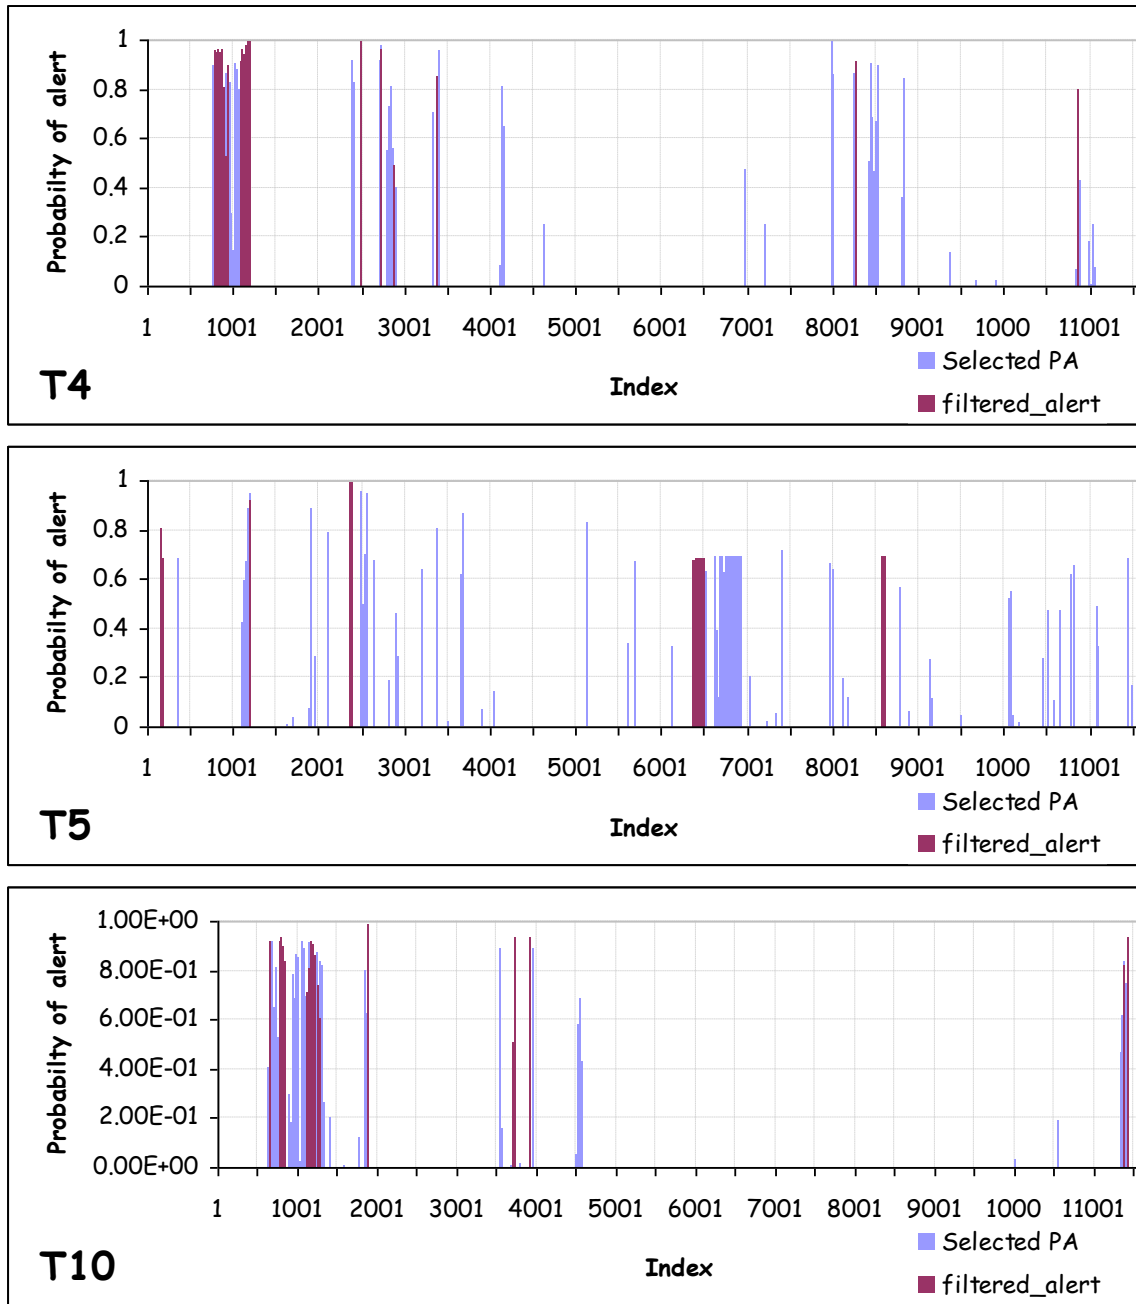 1
0.8
0.6
0.4
0.2
0
Probabilty of alert
1 1001 2001 3001 4001 5001 6001 7001 8001 9001 1000 11001
Index
T4
Selected PA
filtered_alert
1
0.8
0.6
0.4
0.2
0
Probabilty of alert
1 1001 2001 3001 4001 5001 6001 7001 8001 9001 1000 11001
Index
T5
Selected PA
filtered_alert
1.00E+00
8.00E-01
6.00E-01
4.00E-01
2.00E-01
0.00E+00
Probabilty of alert
1 1001 2001 3001 4001 5001 6001 7001 8001 9001 1000 11001
Index
T10
Selected PA
filtered_alert